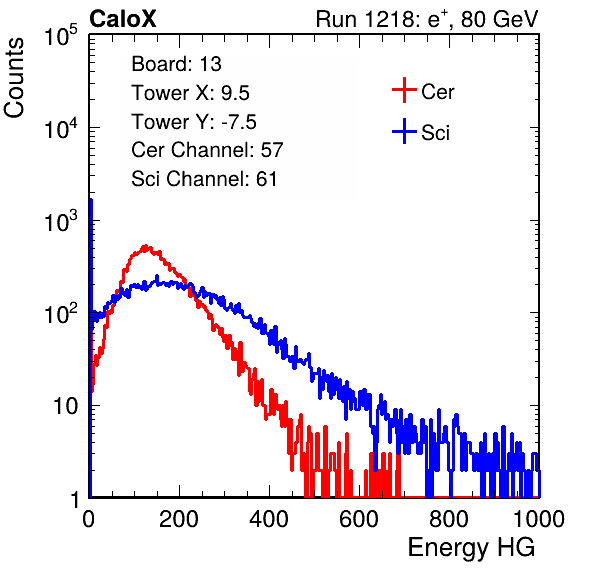 CaloX Run 1218: e⁺, 80 GeV
Counts
10⁵
10⁴
10³
10²
10
1
Board: 13
Tower X: 9.5
Tower Y: -7.5
Cer Channel: 57
Sci Channel: 61
Cer
Sci
0 200 400 600 800 1000
Energy HG